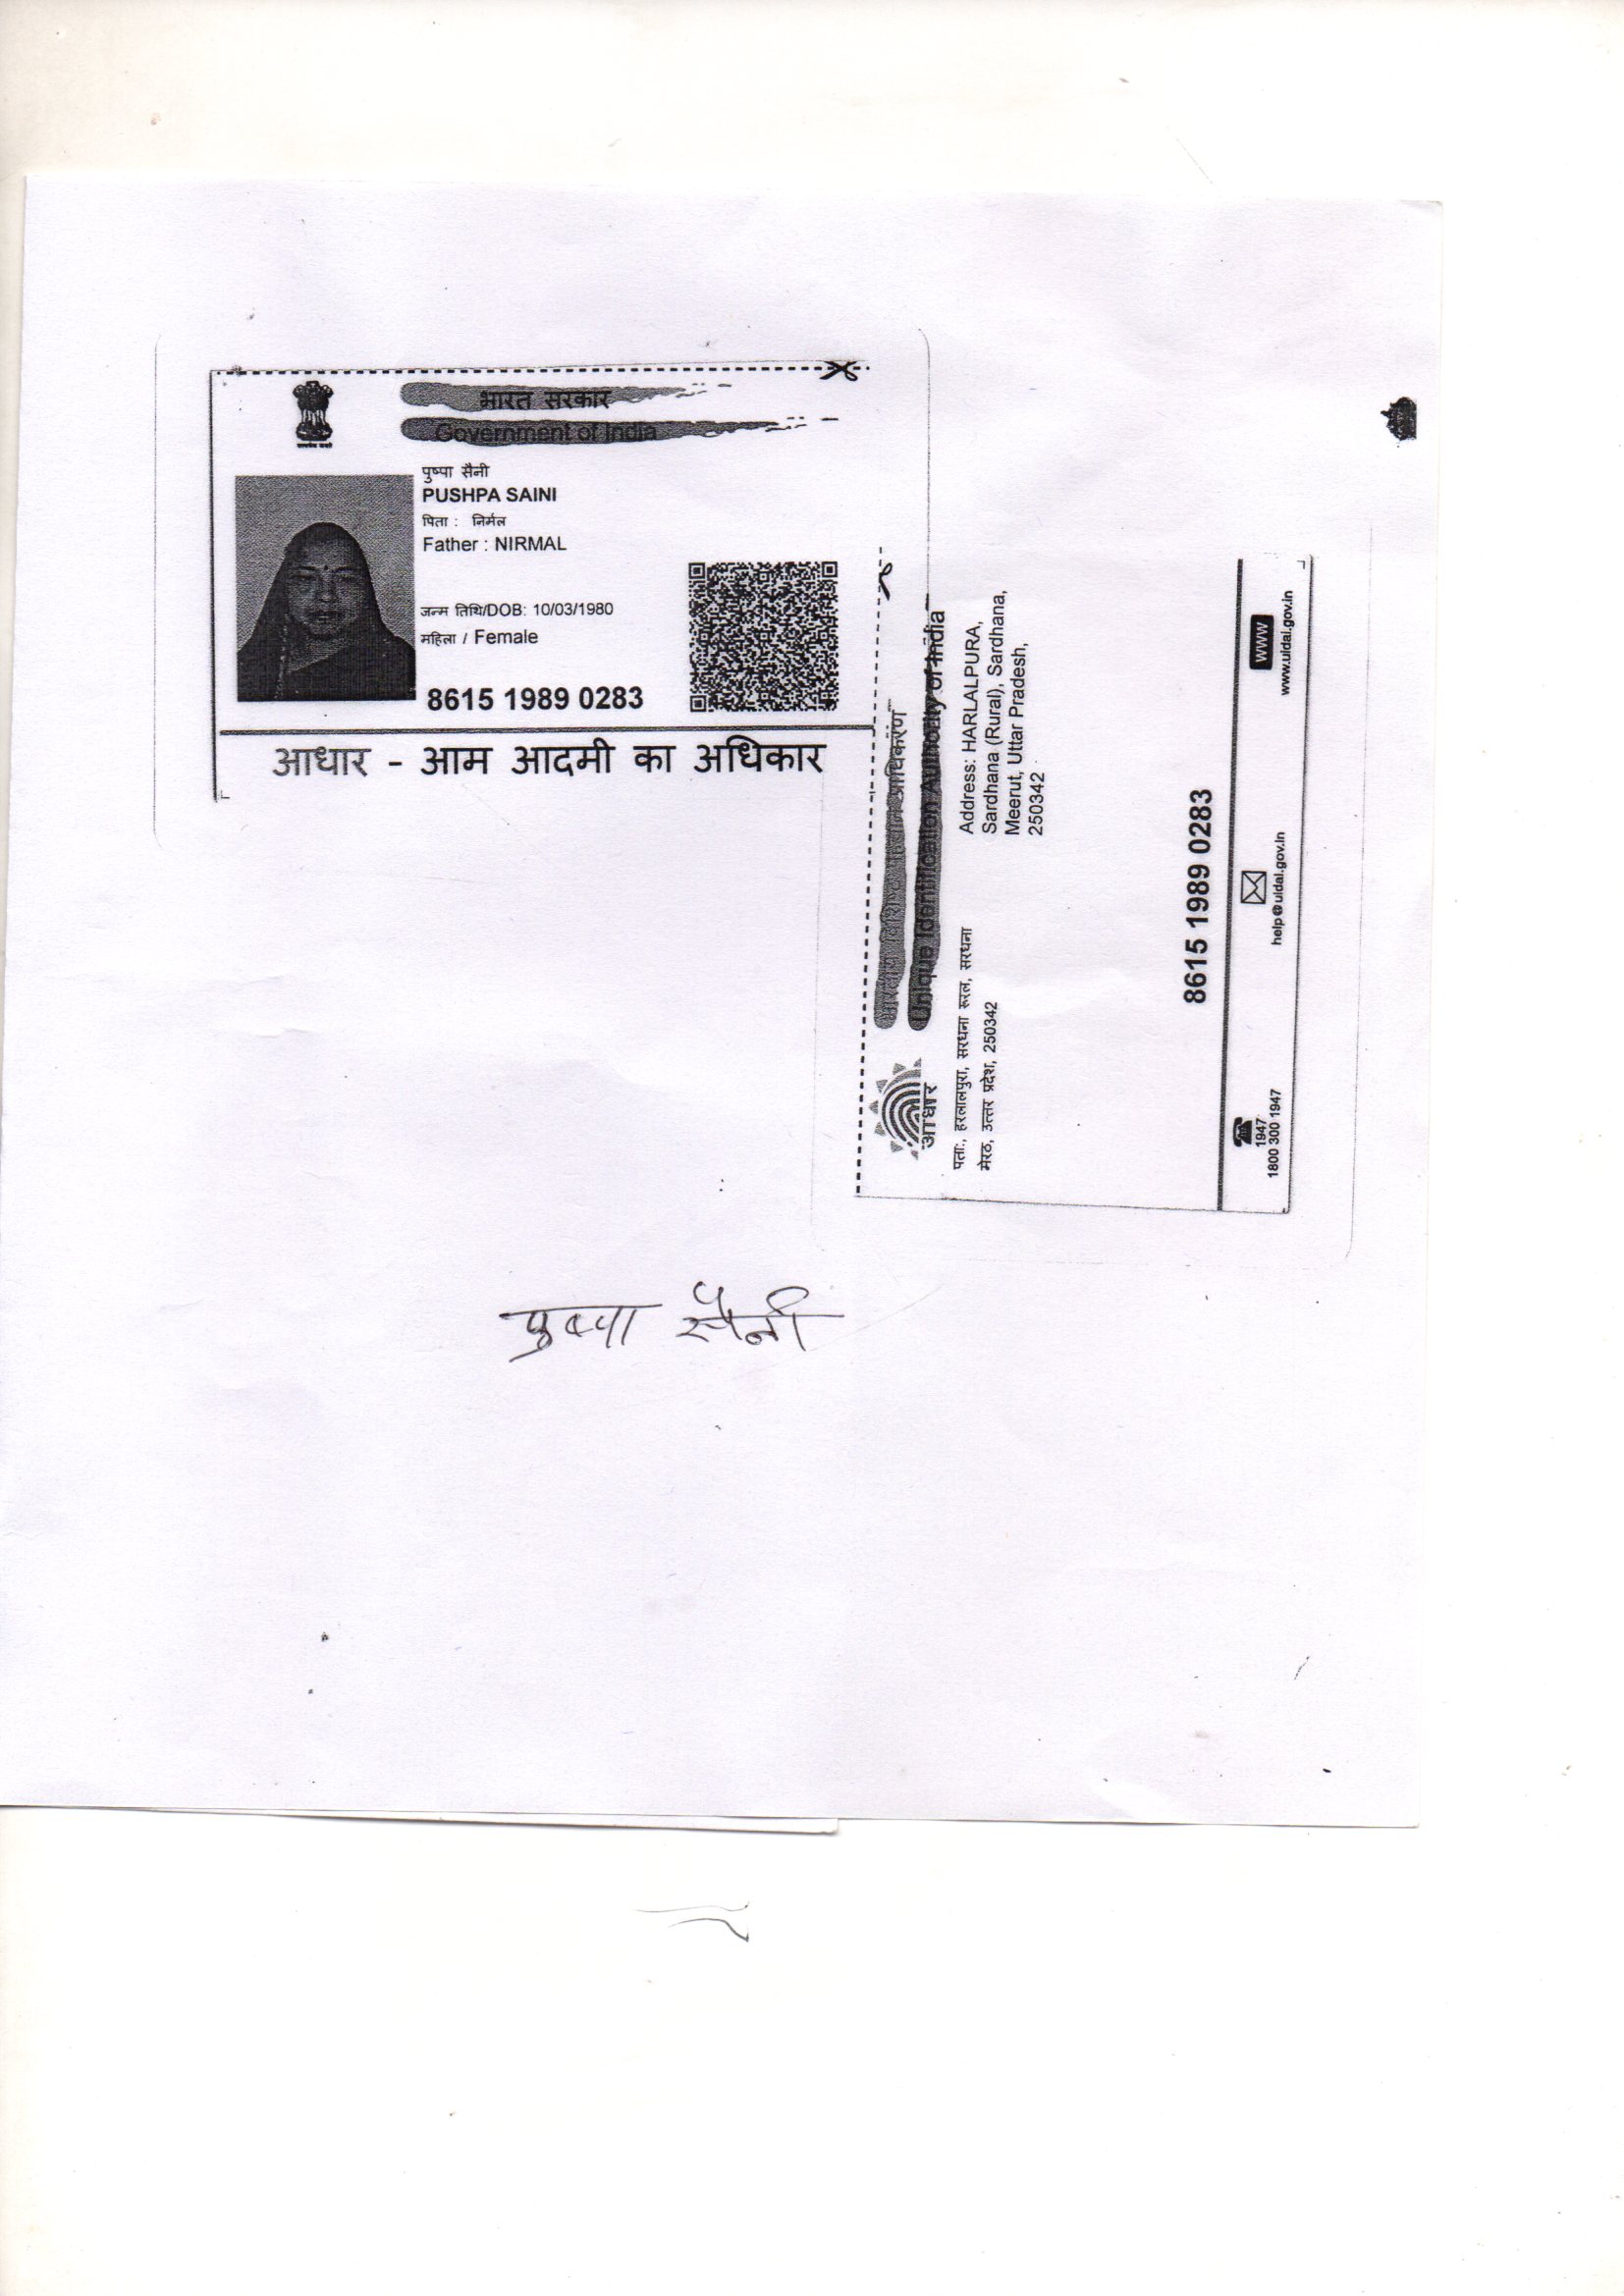 भारत सरकार
Government of India
पुष्पा सैनी
PUSHPA SAINI
पिता : निर्मल
Father : NIRMAL
जन्म तिथि/DOB: 10/03/1980
महिला / Female
8615 1989 0283
आधार - आम आदमी का अधिकार
भारतीय विशिष्ट पहचान प्राधिकरण
Unique Identification Authority of India
आधार
पता:, हरलालपुरा, सरधना रूरल, सरधना
मेरठ, उत्तर प्रदेश, 250342
Address: HARLALPURA,
Sardhana (Rural), Sardhana,
Meerut, Uttar Pradesh,
250342
8615 1989 0283
1947
1800 300 1947
help@uidai.gov.in
WWW
www.uidai.gov.in
पुष्पा सैनी